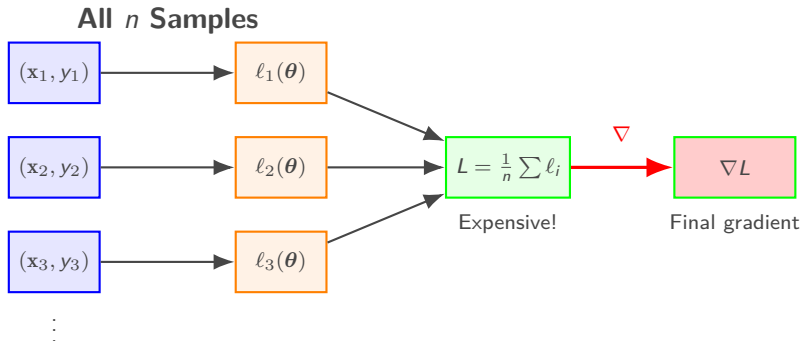 All n Samples
(x₁, y₁)
ℓ₁(θ)
(x₂, y₂)
ℓ₂(θ)
L = 1/n ∑ ℓᵢ
∇
∇L
Expensive!
Final gradient
(x₃, y₃)
ℓ₃(θ)
⋮